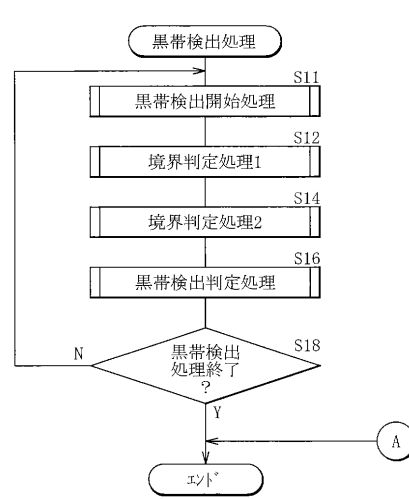 黒帯検出処理
S11
黒帯検出開始処理
S12
境界判定処理1
S14
境界判定処理2
S16
黒帯検出判定処理
S18
黒帯検出
処理終了
?
N
Y
A
エンド